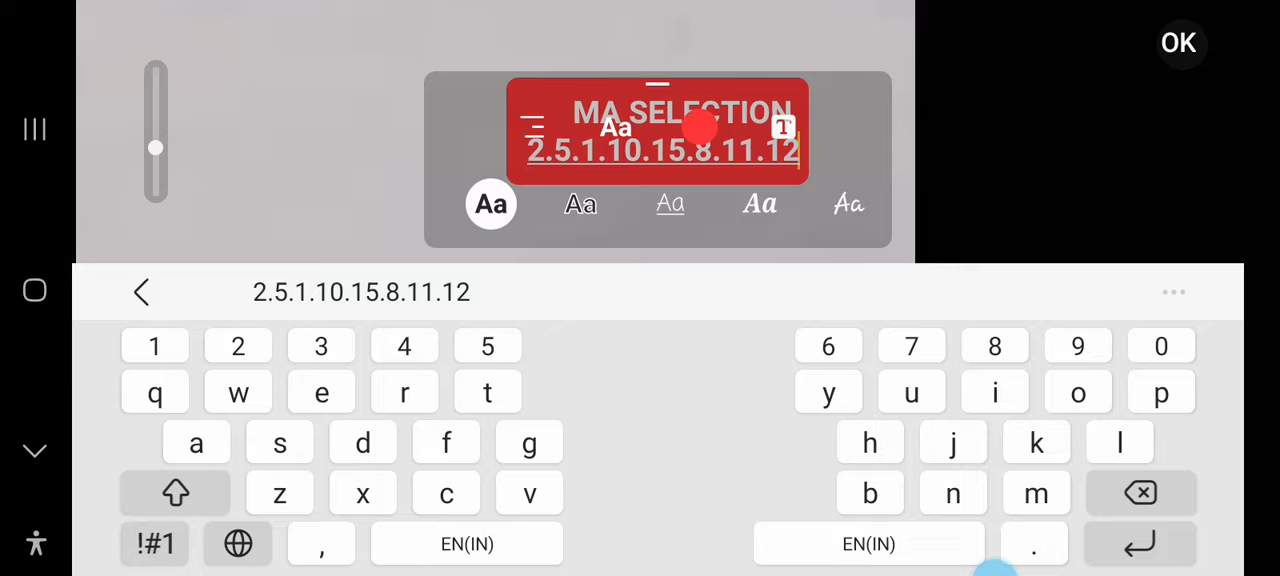 OK
MA SELECTION
Aa
T
2.5.1.10.15.8.11.12
Aa Aa Aa Aa Aa
2.5.1.10.15.8.11.12
1 2 3 4 5 6 7 8 9 0
q w e r t y u i o p
a s d f g h j k l
z x c v b n m
!#1 , EN(IN) EN(IN) .